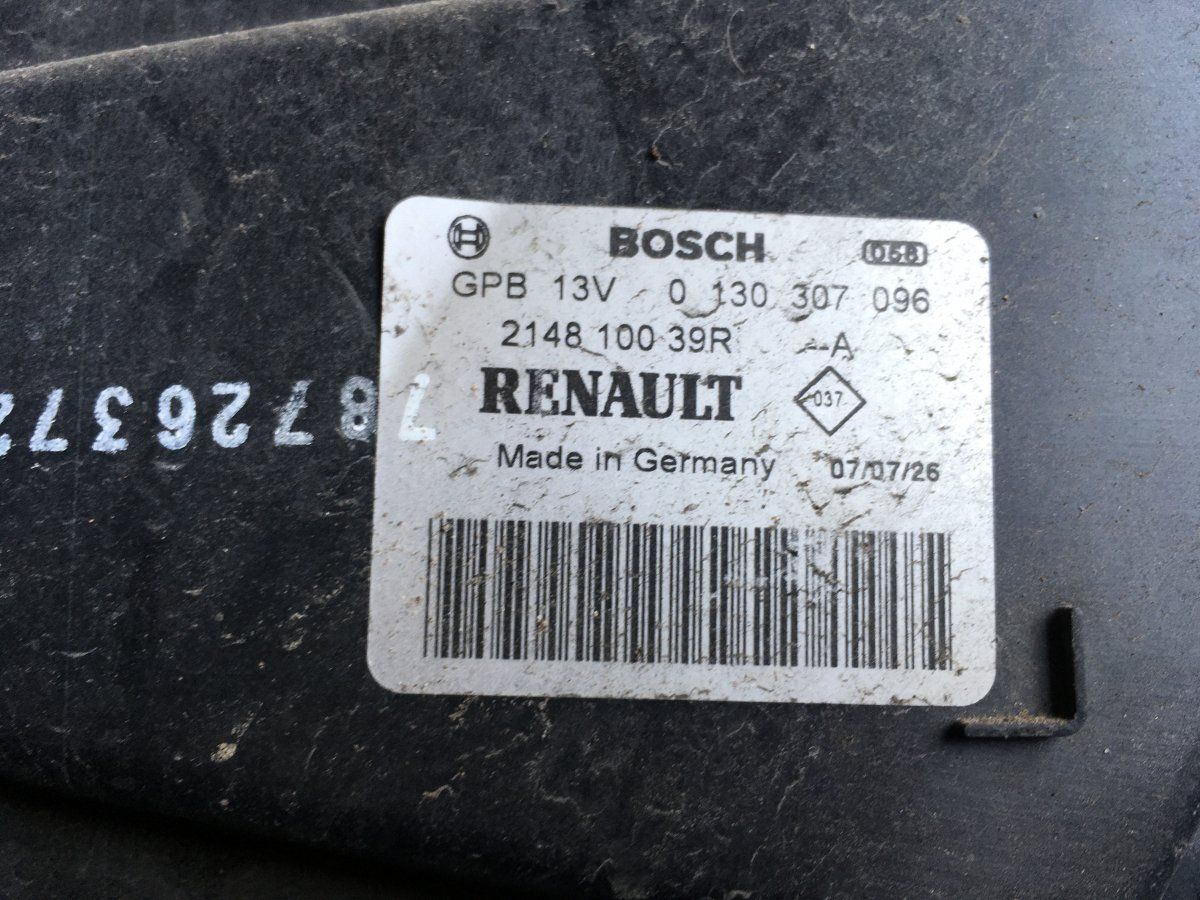 BOSCH 058
GPB 13V 0 130 307 096
2148 100 39R --A
RENAULT 037
Made in Germany 07/07/26
7872637